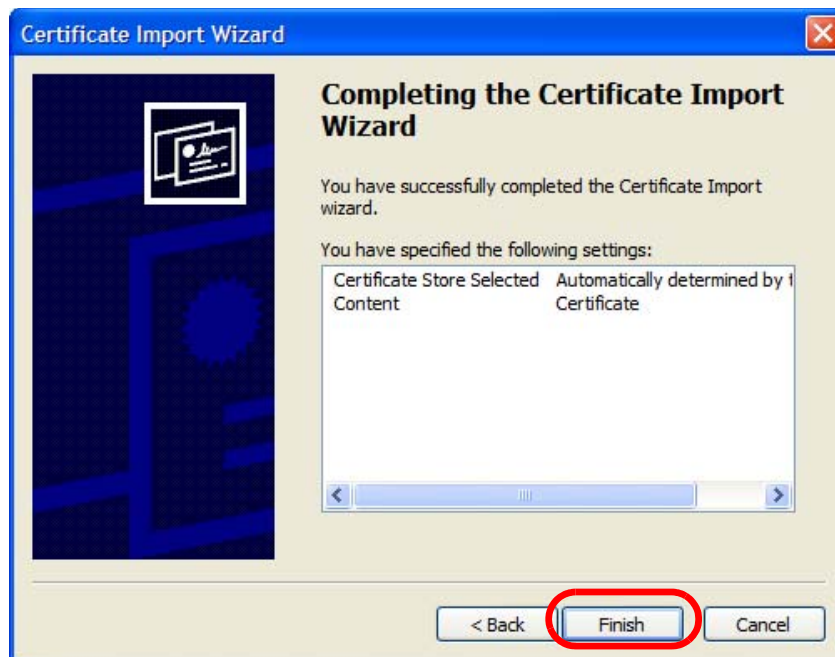 Certificate Import Wizard
Completing the Certificate Import
Wizard
You have successfully completed the Certificate Import
wizard.
You have specified the following settings:
Certificate Store Selected Automatically determined by t
Content Certificate
< Back Finish Cancel